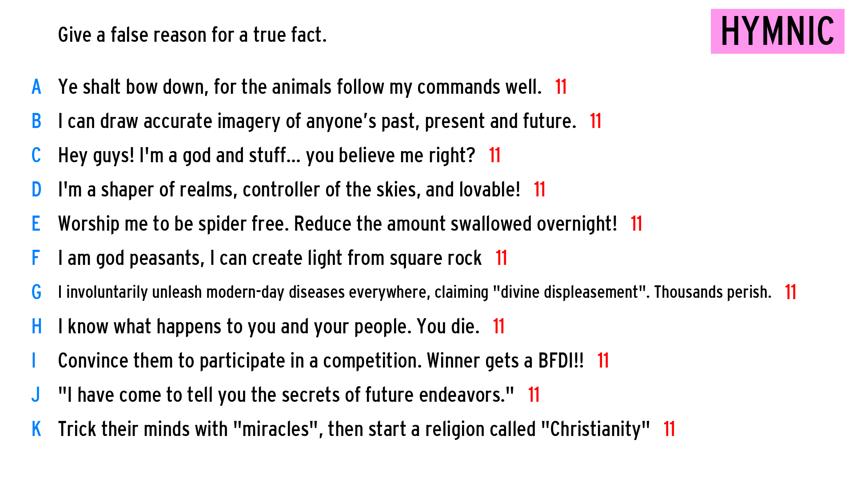 Give a false reason for a true fact.
HYMNIC
A Ye shalt bow down, for the animals follow my commands well. 11
B I can draw accurate imagery of anyone's past, present and future. 11
C Hey guys! I'm a god and stuff... you believe me right? 11
D I'm a shaper of realms, controller of the skies, and lovable! 11
E Worship me to be spider free. Reduce the amount swallowed overnight! 11
F I am god peasants, I can create light from square rock 11
G I involuntarily unleash modern-day diseases everywhere, claiming "divine displeasement". Thousands perish. 11
H I know what happens to you and your people. You die. 11
I Convince them to participate in a competition. Winner gets a BFDI!! 11
J "I have come to tell you the secrets of future endeavors." 11
K Trick their minds with "miracles", then start a religion called "Christianity" 11